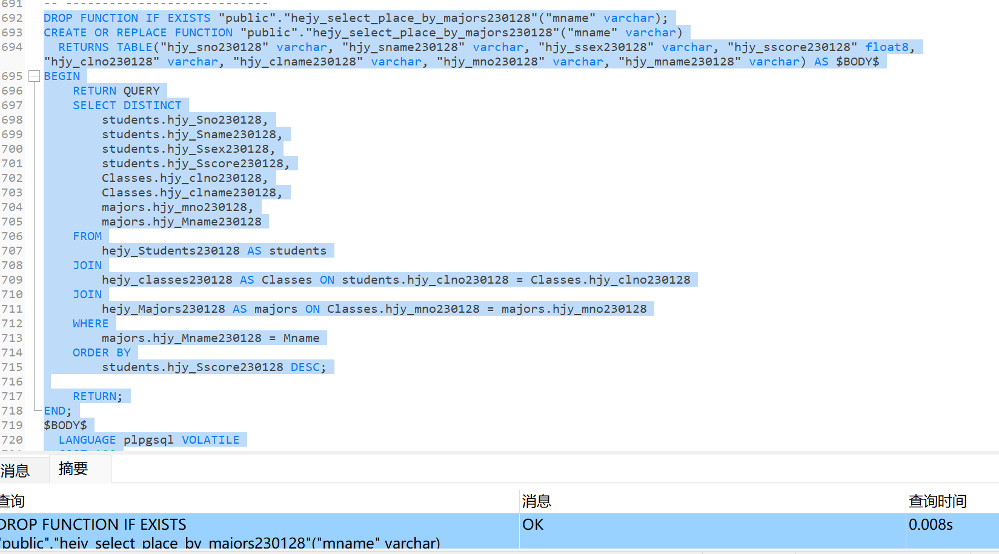 691 -- ----------------------------
692 DROP FUNCTION IF EXISTS "public"."hejy_select_place_by_majors230128"("mname" varchar);
693 CREATE OR REPLACE FUNCTION "public"."hejy_select_place_by_majors230128"("mname" varchar)
694   RETURNS TABLE("hjy_sno230128" varchar, "hjy_sname230128" varchar, "hjy_ssex230128" varchar, "hjy_sscore230128" float8,
"hjy_clno230128" varchar, "hjy_clname230128" varchar, "hjy_mno230128" varchar, "hjy_mname230128" varchar) AS $BODY$
695 BEGIN
696     RETURN QUERY
697     SELECT DISTINCT
698         students.hjy_Sno230128,
699         students.hjy_Sname230128,
700         students.hjy_Ssex230128,
701         students.hjy_Sscore230128,
702         Classes.hjy_clno230128,
703         Classes.hjy_clname230128,
704         majors.hjy_mno230128,
705         majors.hjy_Mname230128
706     FROM
707         hejy_Students230128 AS students
708     JOIN
709         hejy_classes230128 AS Classes ON students.hjy_clno230128 = Classes.hjy_clno230128
710     JOIN
711         hejy_Majors230128 AS majors ON Classes.hjy_mno230128 = majors.hjy_mno230128
712     WHERE
713         majors.hjy_Mname230128 = Mname
714     ORDER BY
715         students.hjy_Sscore230128 DESC;
716
717     RETURN;
718 END;
719 $BODY$
720   LANGUAGE plpgsql VOLATILE
消息 摘要
查询 消息 查询时间
DROP FUNCTION IF EXISTS OK 0.008s
"public"."hejy_select_place_by_majors230128"("mname" varchar)